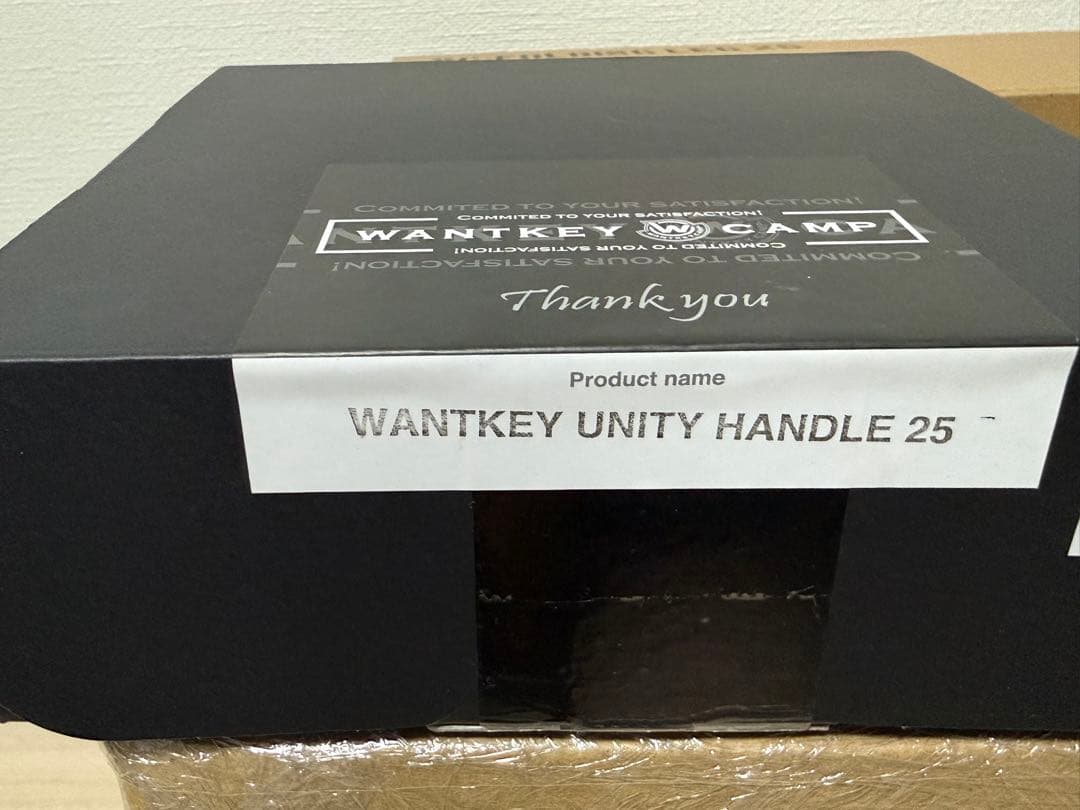 COMMITED TO YOUR SATISFACTION!
COMMITED TO YOUR SATISFACTION!
WANTKEY W CAMP
COMMITED TO YOUR SATISFACTION!
COMMITED TO YOUR SATISFACTION!
Thank you
Product name
WANTKEY UNITY HANDLE 25